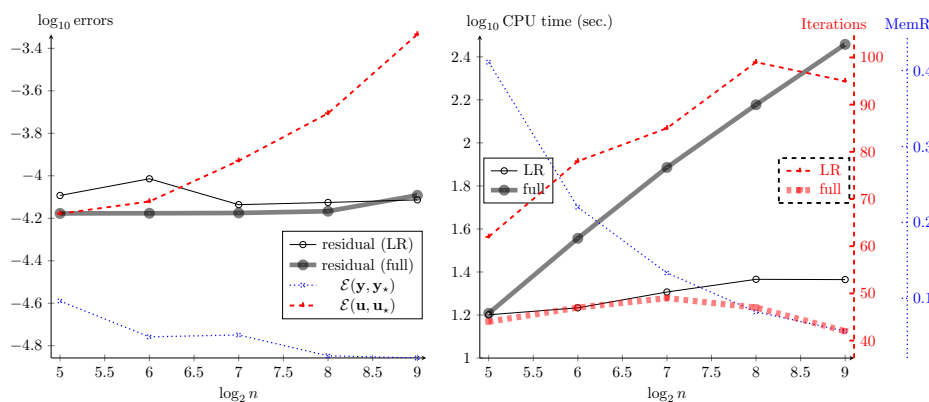 log₁₀ errors
−3.4
−3.6
−3.8
−4
−4.2
−4.4
−4.6
−4.8
5 5.5 6 6.5 7 7.5 8 8.5 9
log₂ n
residual (LR)
residual (full)
ℰ(y, y⋆)
ℰ(u, u⋆)
log₁₀ CPU time (sec.)
2.4
2.2
2
1.8
1.6
1.4
1.2
1
5 5.5 6 6.5 7 7.5 8 8.5 9
log₂ n
LR
full
LR
full
Iterations
100
90
80
70
60
50
40
MemR
0.4
0.3
0.2
0.1